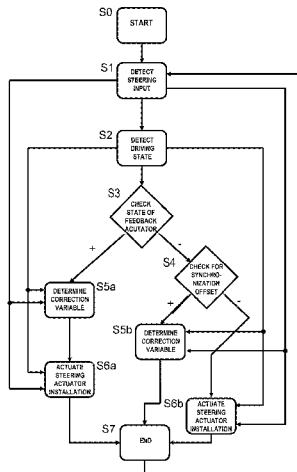 S0
START
S1
DETECT
STEERING
INPUT
S2
DETECT
DRIVING
STATE
S3
CHECK
STATE OF
FEEDBACK
ACUTATOR
+
-
S4
CHECK FOR
SYNCHRO-
NIZATION
OFFSET
+
-
S5a
DETERMINE
CORRECTION
VARIABLE
S5b
DETERMINE
CORRECTION
VARIABLE
S6a
ACTUATE
STEERING
ACTUATOR
INSTALLATION
S6b
ACTUATE
STEERING
ACTUATOR
INSTALLATION
S7
END